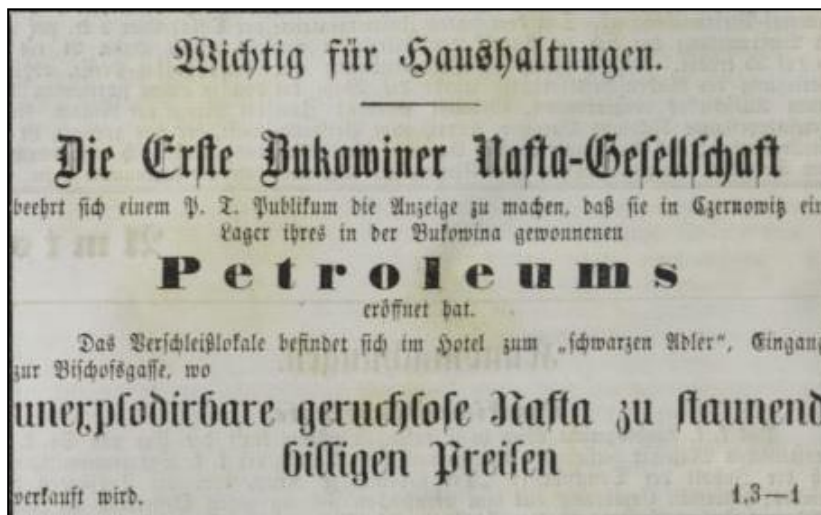 Wichtig für Haushaltungen.
Die Erste Bukowiner Nafta-Gesellschaft
beehrt sich einem P. T. Publikum die Anzeige zu machen, daß sie in Czernowitz ein
Lager ihres in der Bukowina gewonnenen
Petroleums
eröffnet hat.
Das Verschleißlokale befindet sich im Hotel zum „schwarzen Adler“, Eingang
zur Bischofsgasse, wo
unexplodirbare geruchlose Nafta zu staunend
billigen Preisen
verkauft wird.
1,3—1